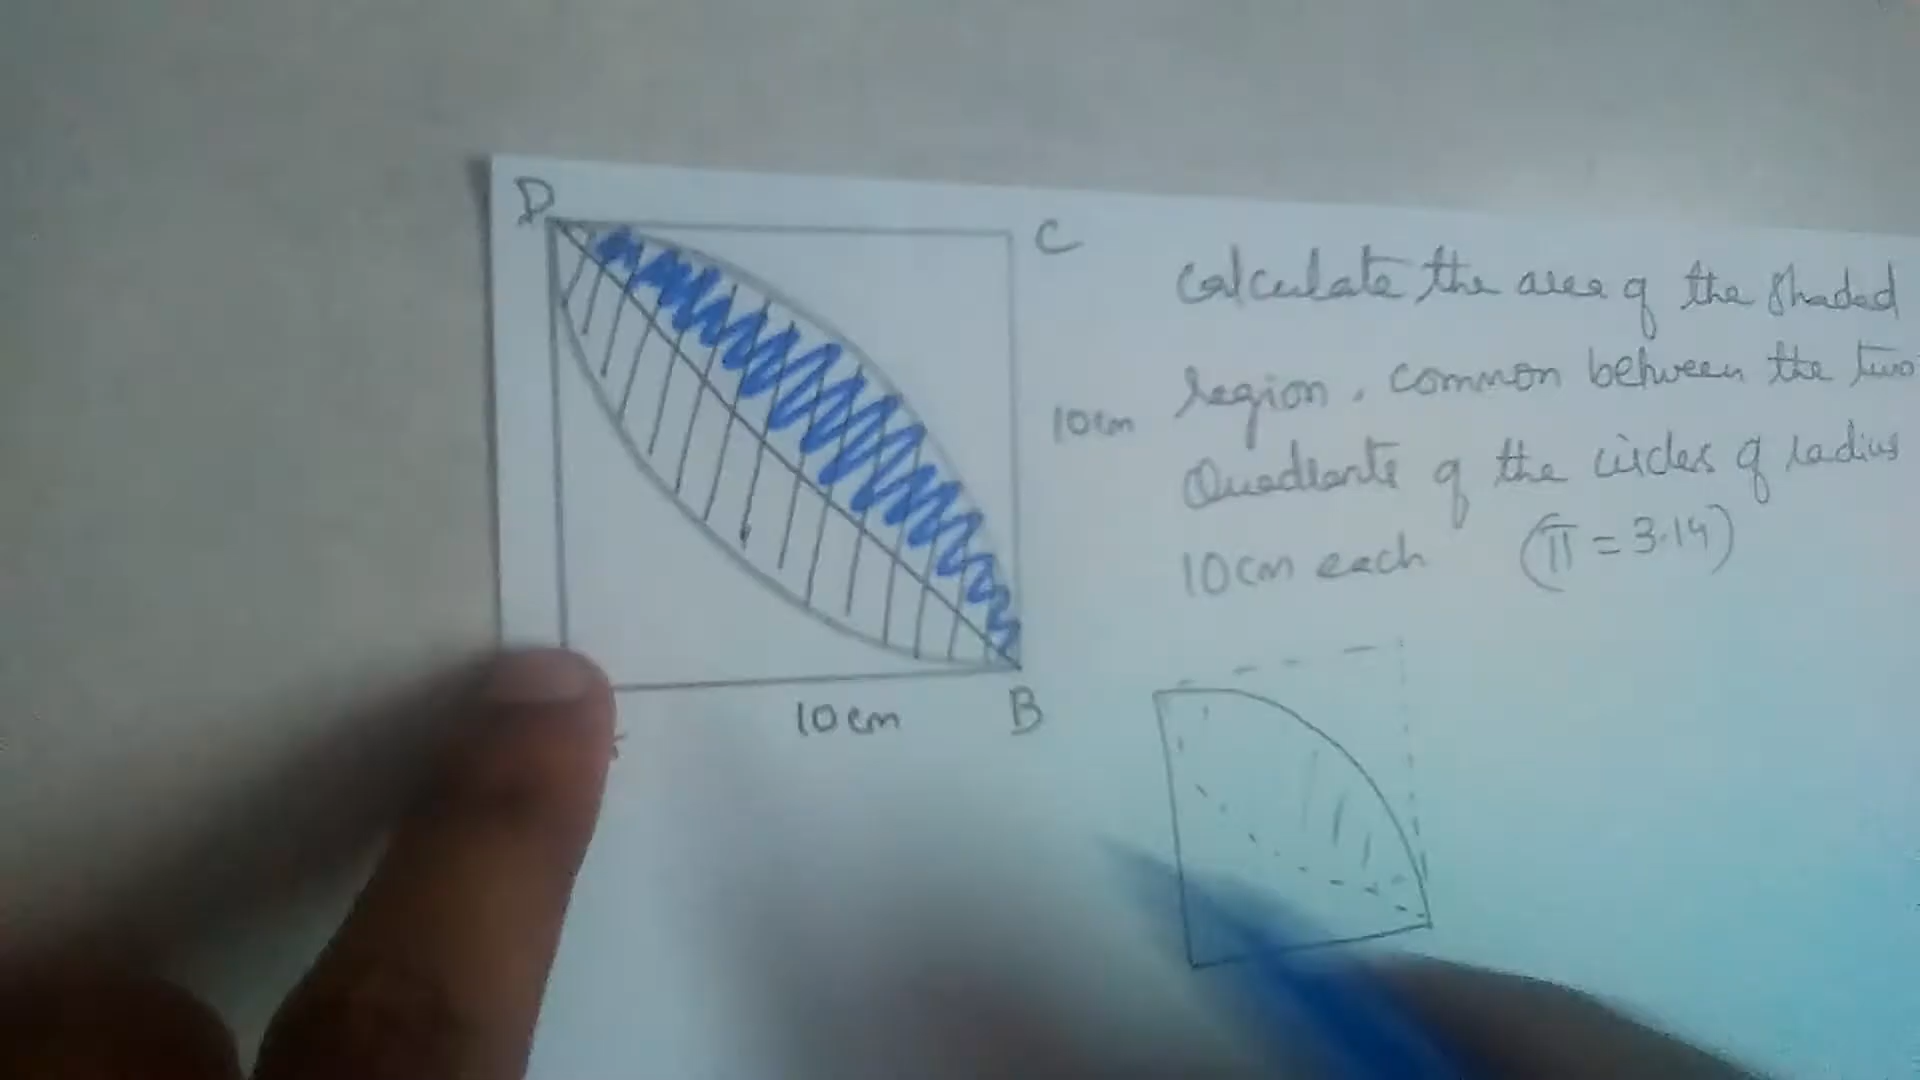 D
C
Calculate the area of the shaded
region, common between the two
10cm
Quadrants of the circles of radius
10cm each (π = 3.14)
10cm
B